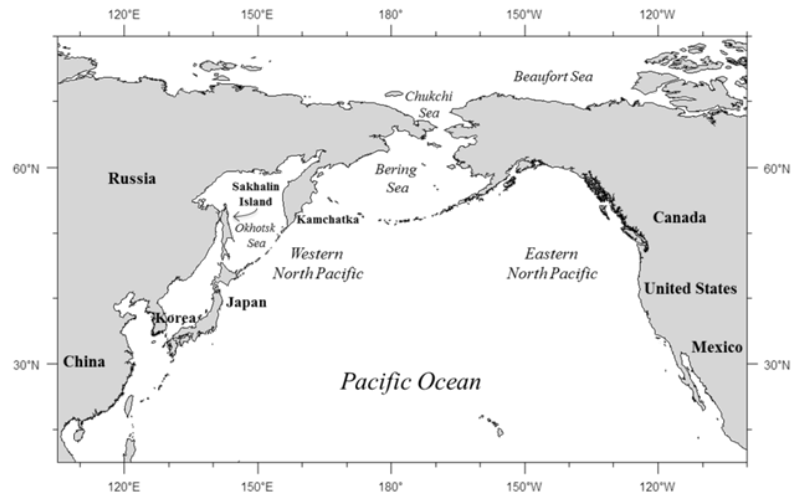 120°E 150°E 180° 150°W 120°W
Beaufort Sea
Chukchi
Sea
60°N
60°N
Bering
Sea
Russia
Sakhalin
Island
Kamchatka
Okhotsk
Sea
Canada
Western
North Pacific
Eastern
North Pacific
United States
Japan
Korea
Mexico
China
30°N
30°N
Pacific Ocean
120°E 150°E 180° 150°W 120°W